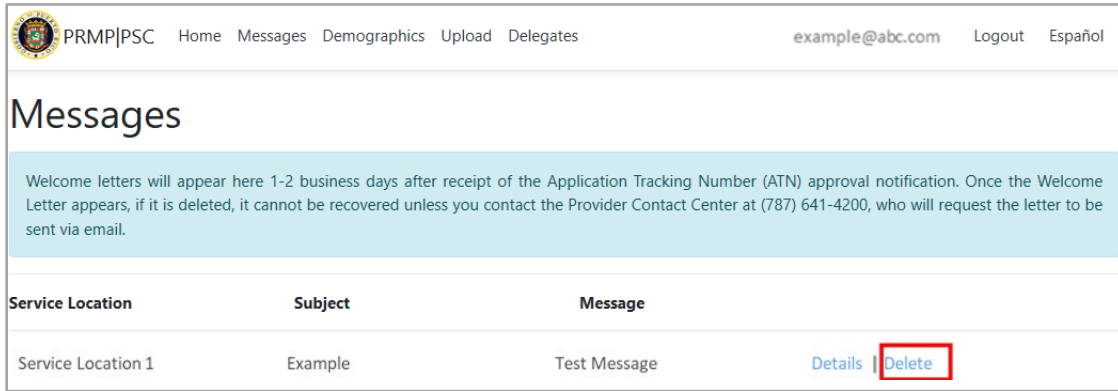 PRMP|PSC Home Messages Demographics Upload Delegates example@abc.com Logout Español
Messages
Welcome letters will appear here 1-2 business days after receipt of the Application Tracking Number (ATN) approval notification. Once the Welcome
Letter appears, if it is deleted, it cannot be recovered unless you contact the Provider Contact Center at (787) 641-4200, who will request the letter to be
sent via email.
Service Location Subject Message
Service Location 1 Example Test Message Details | Delete